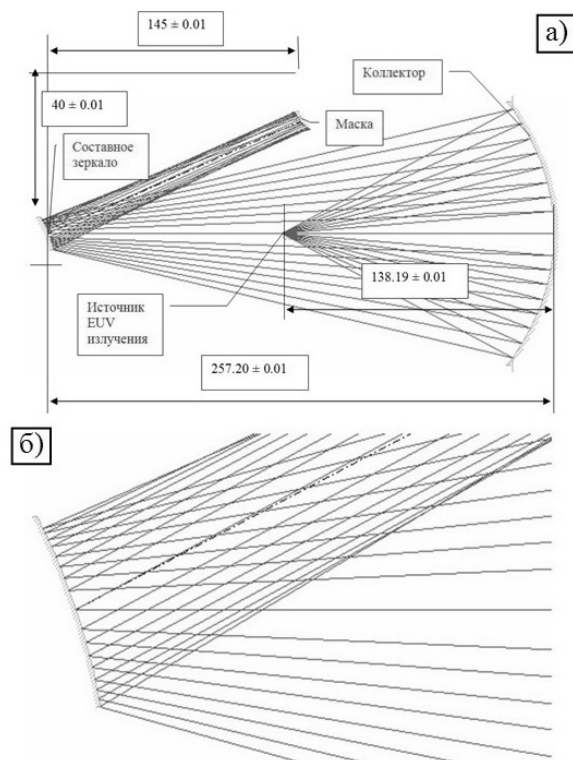 145 ± 0.01
а)
Коллектор
40 ± 0.01
Маска
Составное
зеркало
138.19 ± 0.01
Источник
EUV
излучения
257.20 ± 0.01
б)